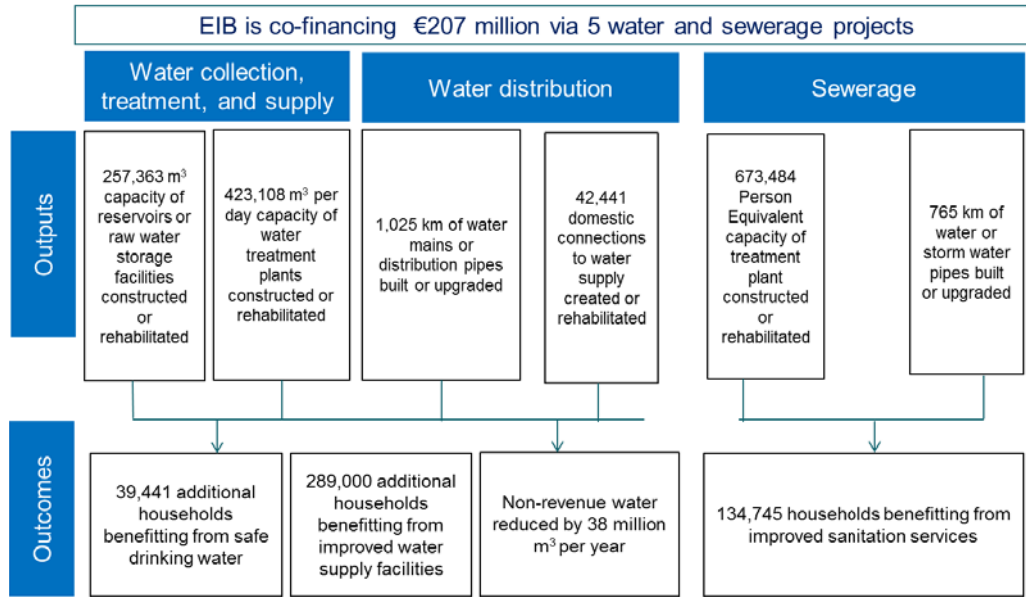 EIB is co-financing €207 million via 5 water and sewerage projects
Water collection,
treatment, and supply
Water distribution
Sewerage
Outputs
257,363 m³
capacity of
reservoirs or
raw water
storage
facilities
constructed
or
rehabilitated
423,108 m³ per
day capacity of
water
treatment
plants
constructed or
rehabilitated
1,025 km of water
mains or
distribution pipes
built or upgraded
42,441
domestic
connections
to water
supply
created or
rehabilitated
673,484
Person
Equivalent
capacity of
treatment
plant
constructed
or
rehabilitated
765 km of
water or
storm water
pipes built
or upgraded
Outcomes
39,441 additional
households
benefitting from safe
drinking water
289,000 additional
households
benefitting from
improved water
supply facilities
Non-revenue water
reduced by 38 million
m³ per year
134,745 households benefitting from
improved sanitation services